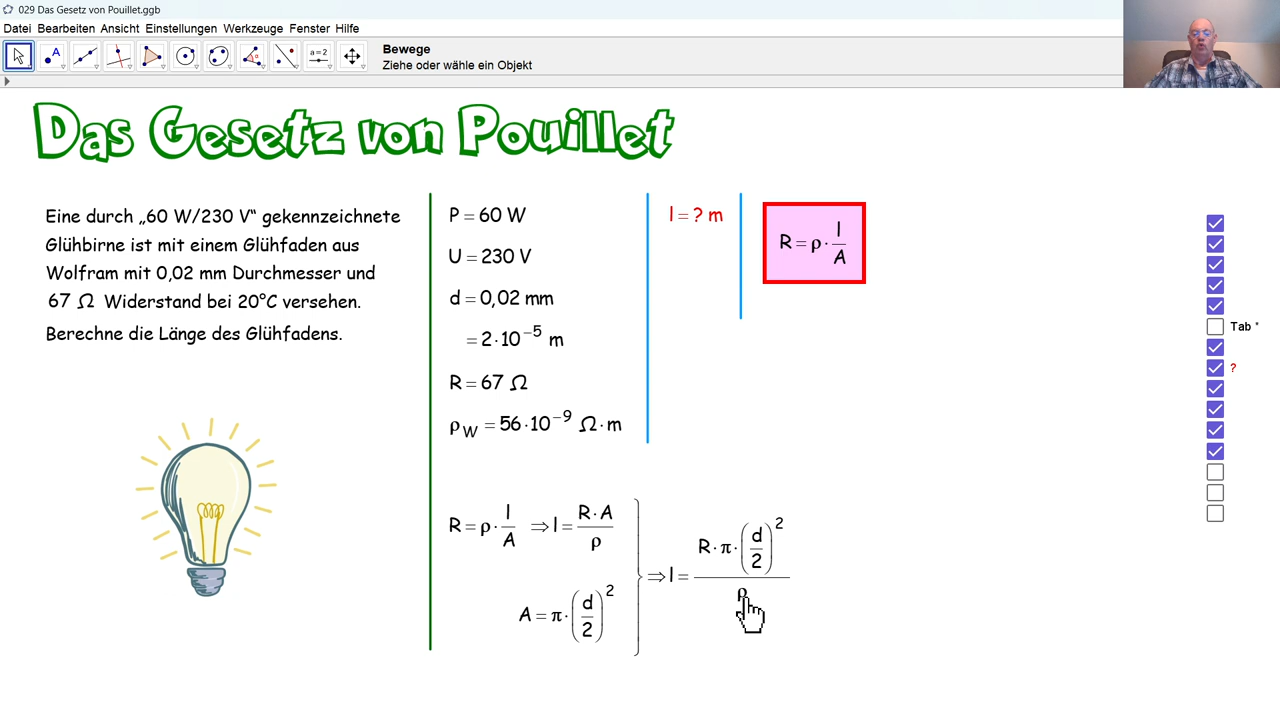 029 Das Gesetz von Pouillet.ggb
Datei Bearbeiten Ansicht Einstellungen Werkzeuge Fenster Hilfe
A
a=2
Bewege
Ziehe oder wähle ein Objekt
Das Gesetz von Pouillet
Eine durch „60 W/230 V“ gekennzeichnete
Glühbirne ist mit einem Glühfaden aus
Wolfram mit 0,02 mm Durchmesser und
67 Ω Widerstand bei 20°C versehen.
Berechne die Länge des Glühfadens.
P = 60 W
U = 230 V
d = 0,02 mm
= 2·10⁻⁵ m
R = 67 Ω
ρ_W = 56·10⁻⁹ Ω·m
l = ? m
R = ρ · l/A
Tab *
?
R = ρ · l/A ⇒ l = R·A/ρ
A = π·(d/2)²
⇒ l = R·π·(d/2)²/ρ